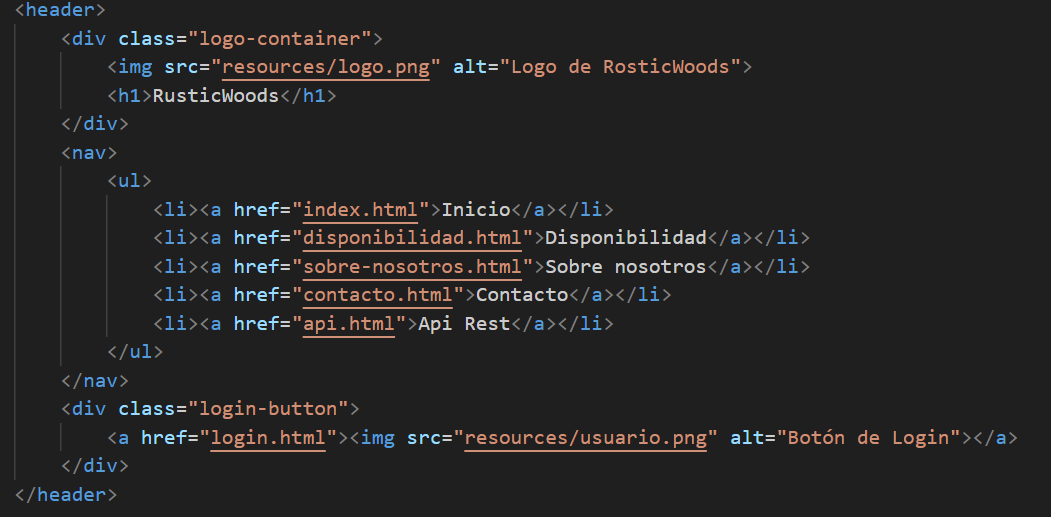 <header>
<div class="logo-container">
<img src="resources/logo.png" alt="Logo de RosticWoods">
<h1>RusticWoods</h1>
</div>
<nav>
<ul>
<li><a href="index.html">Inicio</a></li>
<li><a href="disponibilidad.html">Disponibilidad</a></li>
<li><a href="sobre-nosotros.html">Sobre nosotros</a></li>
<li><a href="contacto.html">Contacto</a></li>
<li><a href="api.html">Api Rest</a></li>
</ul>
</nav>
<div class="login-button">
<a href="login.html"><img src="resources/usuario.png" alt="Botón de Login"></a>
</div>
</header>